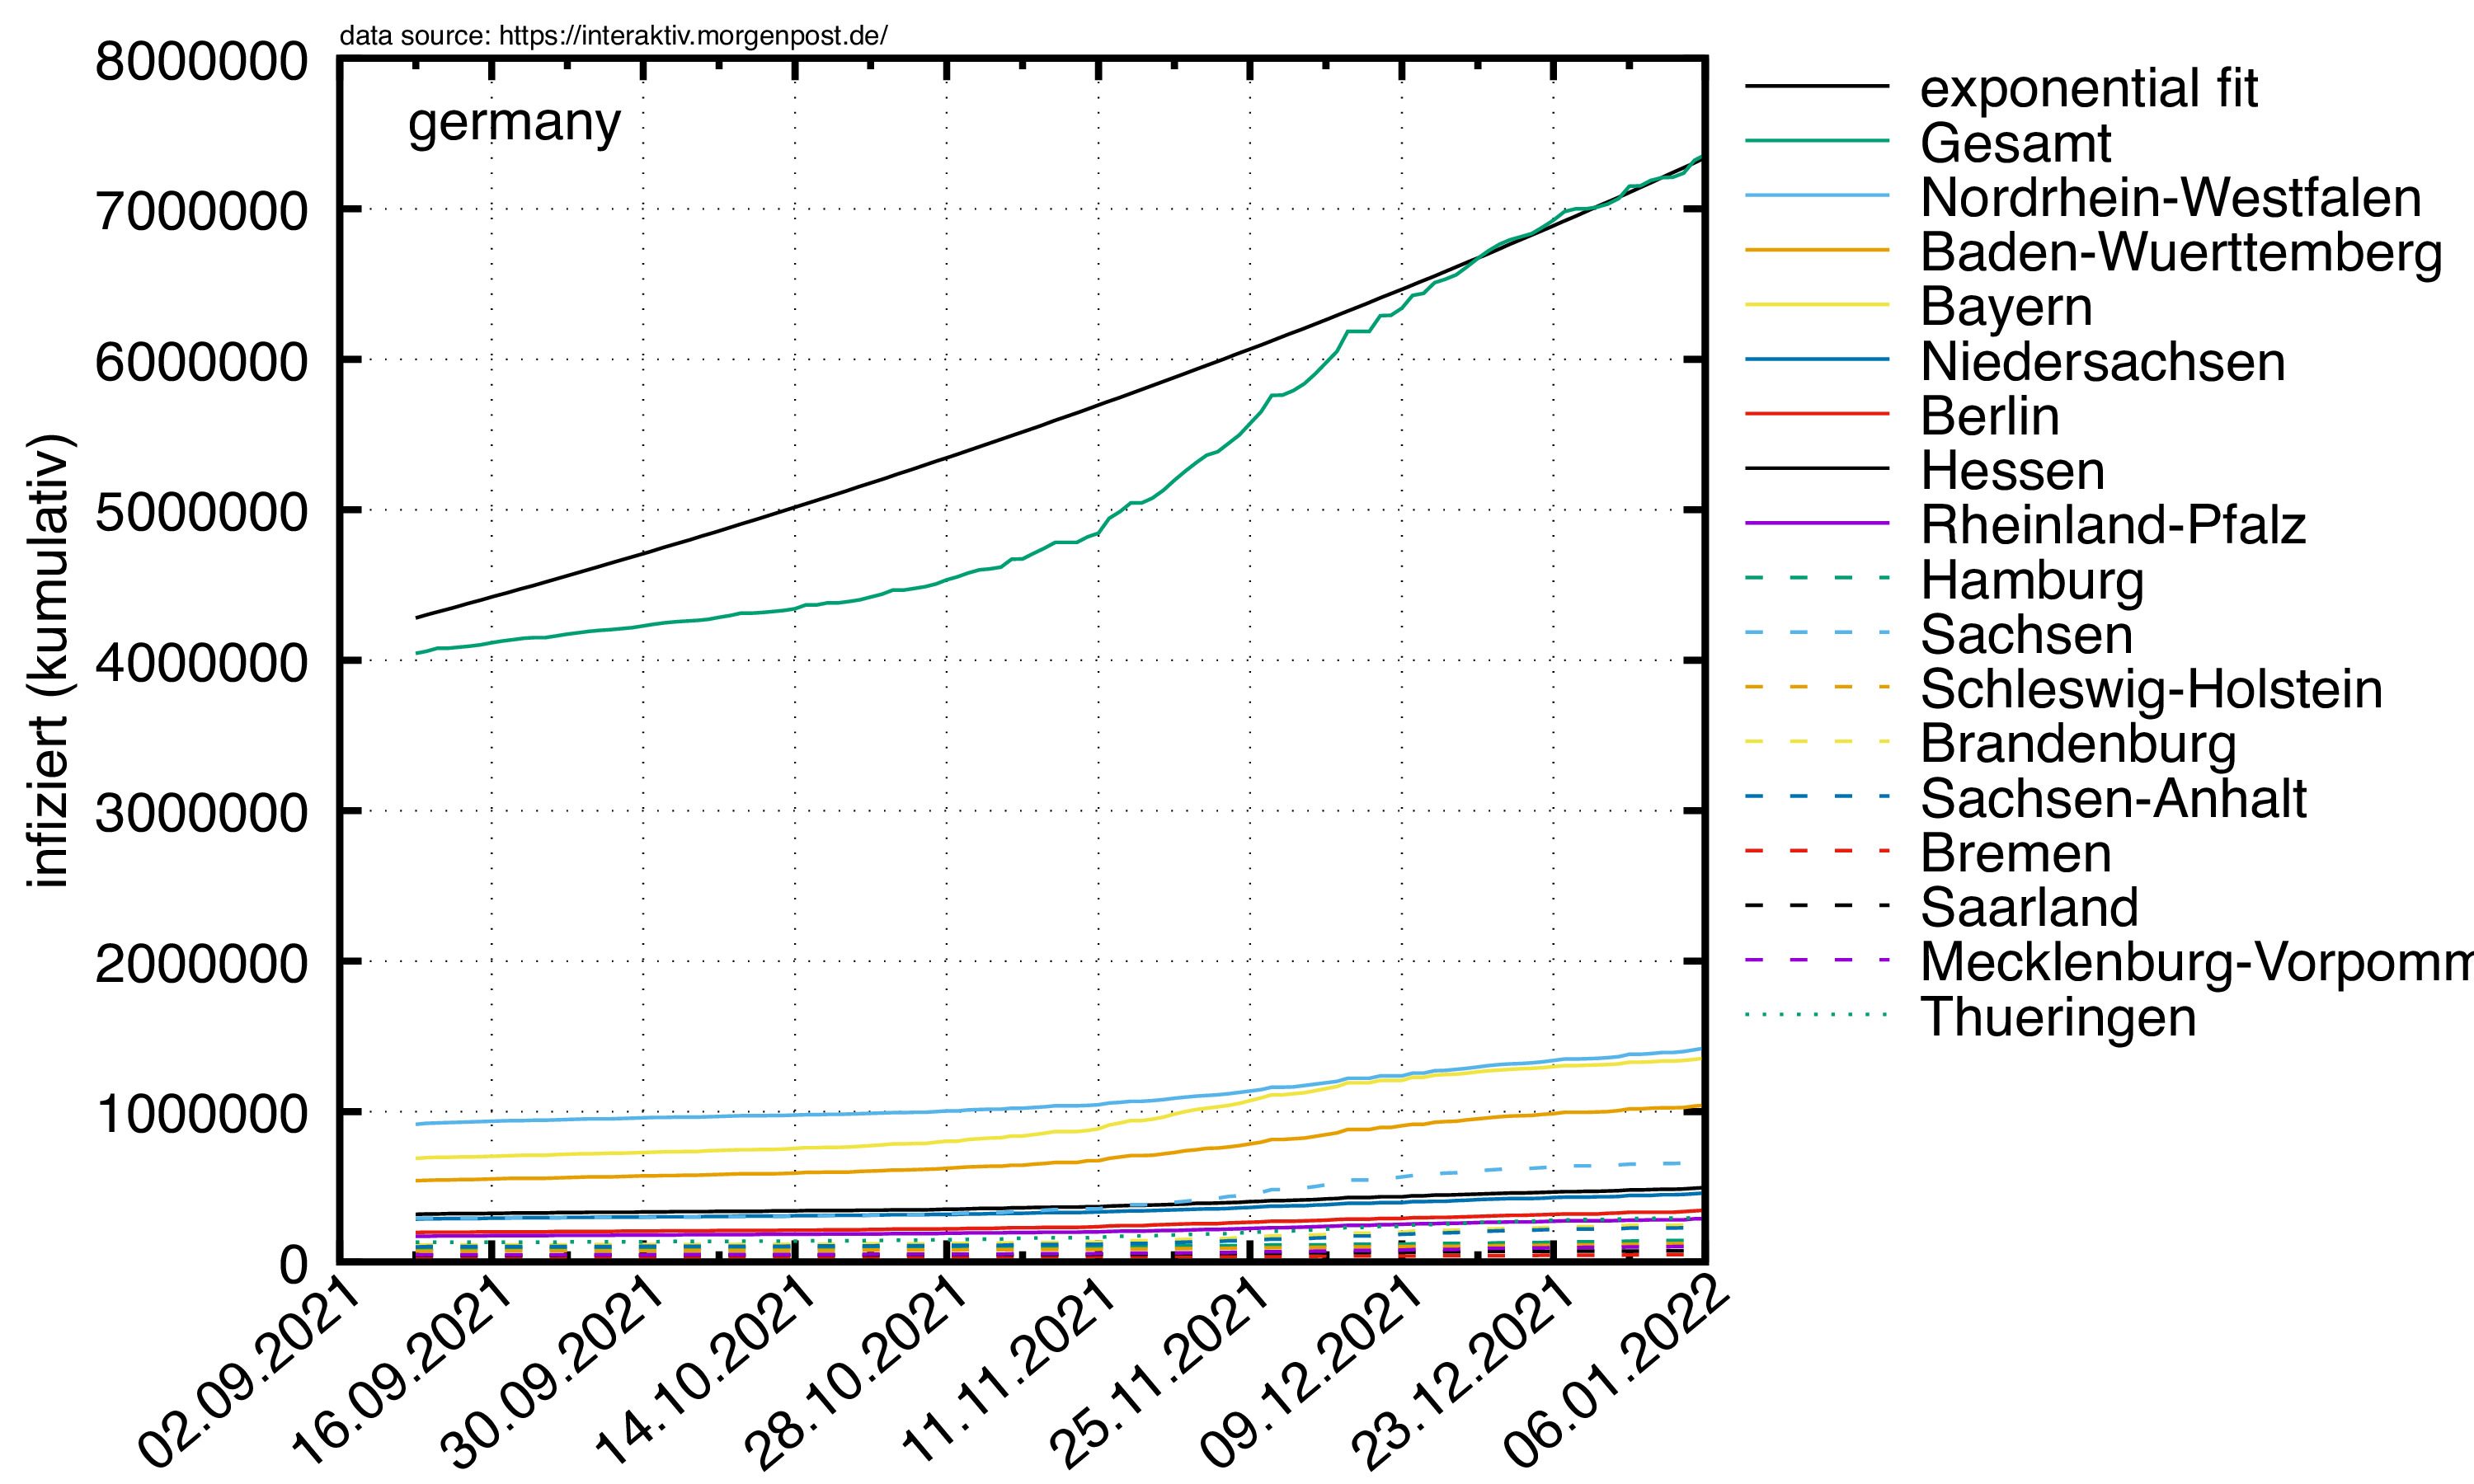 data source: https://interaktiv.morgenpost.de/
germany
infiziert (kumulativ)
8000000
7000000
6000000
5000000
4000000
3000000
2000000
1000000
0
02.09.2021
16.09.2021
30.09.2021
14.10.2021
28.10.2021
11.11.2021
25.11.2021
09.12.2021
23.12.2021
06.01.2022
exponential fit
Gesamt
Nordrhein-Westfalen
Baden-Wuerttemberg
Bayern
Niedersachsen
Berlin
Hessen
Rheinland-Pfalz
Hamburg
Sachsen
Schleswig-Holstein
Brandenburg
Sachsen-Anhalt
Bremen
Saarland
Mecklenburg-Vorpomm
Thueringen